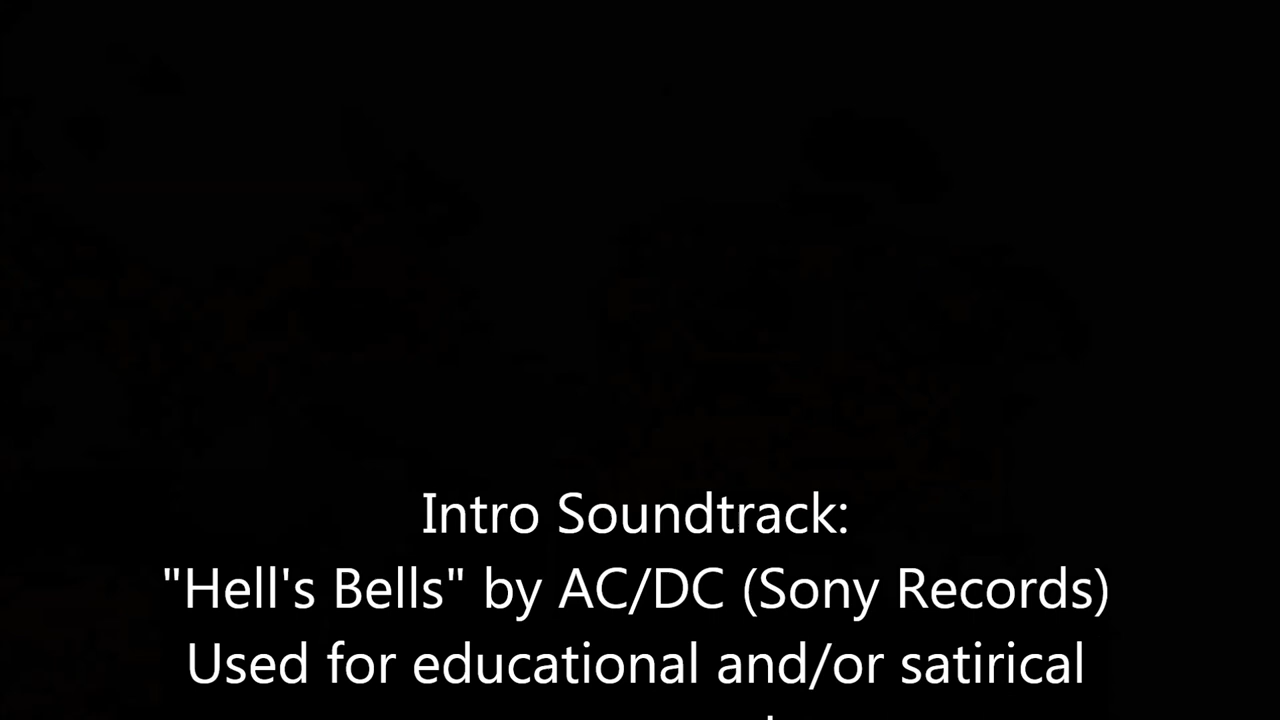 Intro Soundtrack:
"Hell's Bells" by AC/DC (Sony Records)
Used for educational and/or satirical